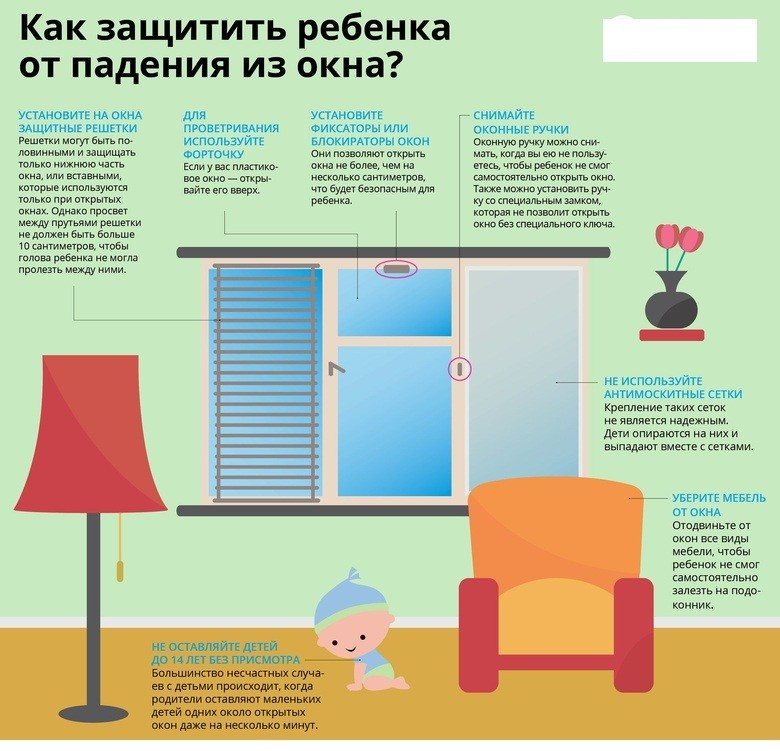 Как защитить ребенка
от падения из окна?
УСТАНОВИТЕ НА ОКНА
ЗАЩИТНЫЕ РЕШЕТКИ
Решетки могут быть по-
ловинными и защищать
только нижнюю часть
окна, или вставными,
которые используются
только при открытых
окнах. Однако просвет
между прутьями решетки
не должен быть больше
10 сантиметров, чтобы
голова ребенка не могла
пролезть между ними.
ДЛЯ
ПРОВЕТРИВАНИЯ
ИСПОЛЬЗУЙТЕ
ФОРТОЧКУ
Если у вас пластико-
вое окно — откры-
вайте его вверх.
УСТАНОВИТЕ
ФИКСАТОРЫ ИЛИ
БЛОКИРАТОРЫ ОКОН
Они позволяют открыть
окна не более, чем на
несколько сантиметров,
что будет безопасным для
ребенка.
СНИМАЙТЕ
ОКОННЫЕ РУЧКИ
Оконную ручку можно сни-
мать, когда вы ею не пользу-
етесь, чтобы ребенок не смог
самостоятельно открыть окно.
Также можно установить руч-
ку со специальным замком,
которая не позволит открыть
окно без специального ключа.
НЕ ИСПОЛЬЗУЙТЕ
АНТИМОСКИТНЫЕ СЕТКИ
Крепление таких сеток
не является надежным.
Дети опираются на них и
выпадают вместе с сетками.
УБЕРИТЕ МЕБЕЛЬ
ОТ ОКНА
Отодвиньте от
окон все виды
мебели, чтобы
ребенок не смог
самостоятельно
залезть на подо-
конник.
НЕ ОСТАВЛЯЙТЕ ДЕТЕЙ
ДО 14 ЛЕТ БЕЗ ПРИСМОТРА
Большинство несчастных случа-
ев с детьми происходит, когда
родители оставляют маленьких
детей одних около открытых
окон даже на несколько минут.